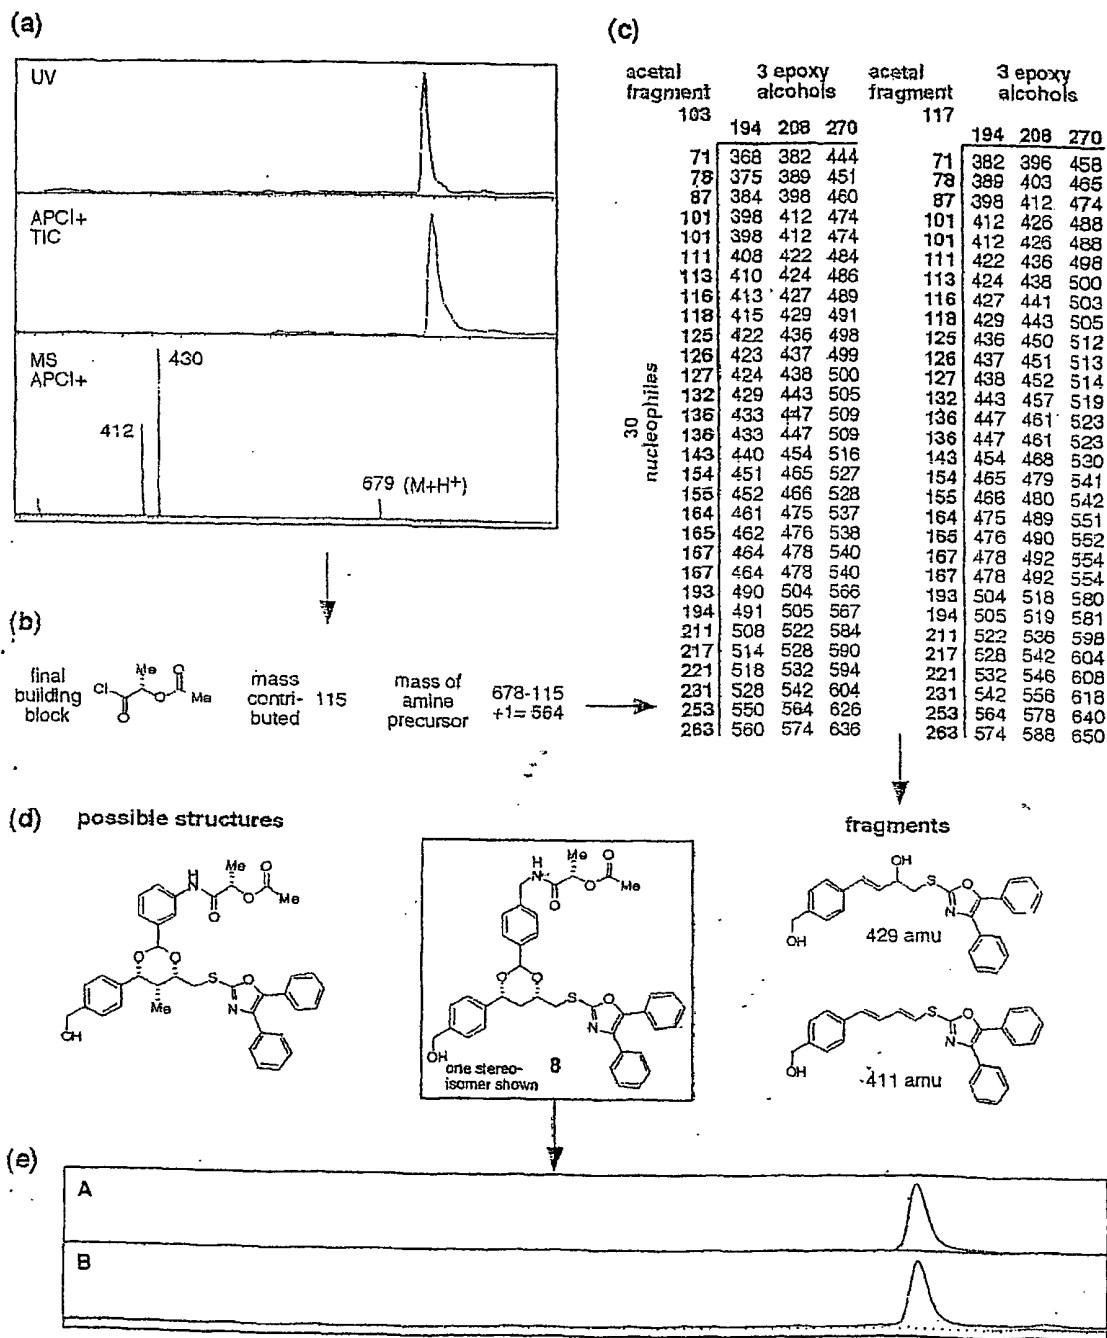 (a)
UV
APCI+
TIC
MS
APCI+
430
412
679 (M+H⁺)
(b)
final
building
block
Cl
O
Me
O
O
Me
mass
contri-
buted
115
mass of
amine
precursor
678-115
+1= 564
(c)
acetal fragment 103
3 epoxy alcohols
30 nucleophiles
194 208 270
71 368 382 444
78 375 389 451
87 384 398 460
101 398 412 474
101 398 412 474
111 408 422 484
113 410 424 486
116 413 427 489
118 415 429 491
125 422 436 498
126 423 437 499
127 424 438 500
132 429 443 505
136 433 447 509
136 433 447 509
143 440 454 516
154 451 465 527
155 452 466 528
164 461 475 537
165 462 476 538
167 464 478 540
167 464 478 540
193 490 504 566
194 491 505 567
211 508 522 584
217 514 528 590
221 518 532 594
231 528 542 604
253 550 564 626
263 560 574 636
acetal fragment 117
3 epoxy alcohols
194 208 270
71 382 396 458
78 389 403 465
87 398 412 474
101 412 426 488
101 412 426 488
111 422 436 498
113 424 438 500
116 427 441 503
118 429 443 505
125 436 450 512
126 437 451 513
127 438 452 514
132 443 457 519
136 447 461 523
136 447 461 523
143 454 468 530
154 465 479 541
155 466 480 542
164 475 489 551
165 476 490 552
167 478 492 554
167 478 492 554
193 504 518 580
194 505 519 581
211 522 536 598
217 528 542 604
221 532 546 608
231 542 556 618
253 564 578 640
263 574 588 650
(d) possible structures
H
N
Me
O
O
O
Me
O
O
S
O
N
Me
OH
H
N
Me
O
O
O
Me
O
O
S
O
N
OH
one stereo-
isomer shown
8
fragments
OH
S
O
N
OH
429 amu
S
O
N
OH
411 amu
(e)
A
B